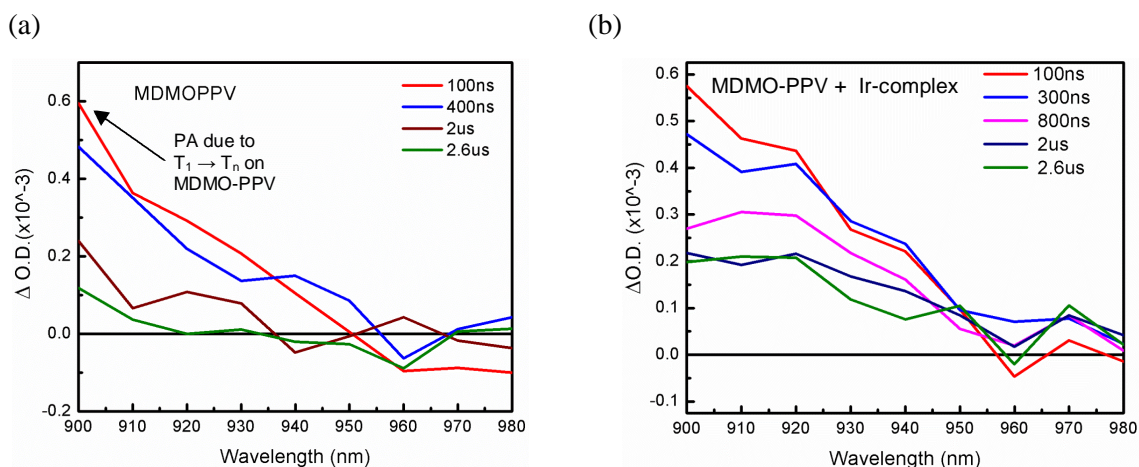 (a)
MDMOPPV
PA due to
T1 → Tn on
MDMO-PPV
100ns
400ns
2us
2.6us
0.6
0.4
0.2
0.0
-0.2
Δ O.D. (x10^-3)
900 910 920 930 940 950 960 970 980
Wavelength (nm)
(b)
MDMO-PPV + Ir-complex
100ns
300ns
800ns
2us
2.6us
0.6
0.5
0.4
0.3
0.2
0.1
0.0
-0.1
ΔO.D.(x10^-3)
900 910 920 930 940 950 960 970 980
Wavelength (nm)